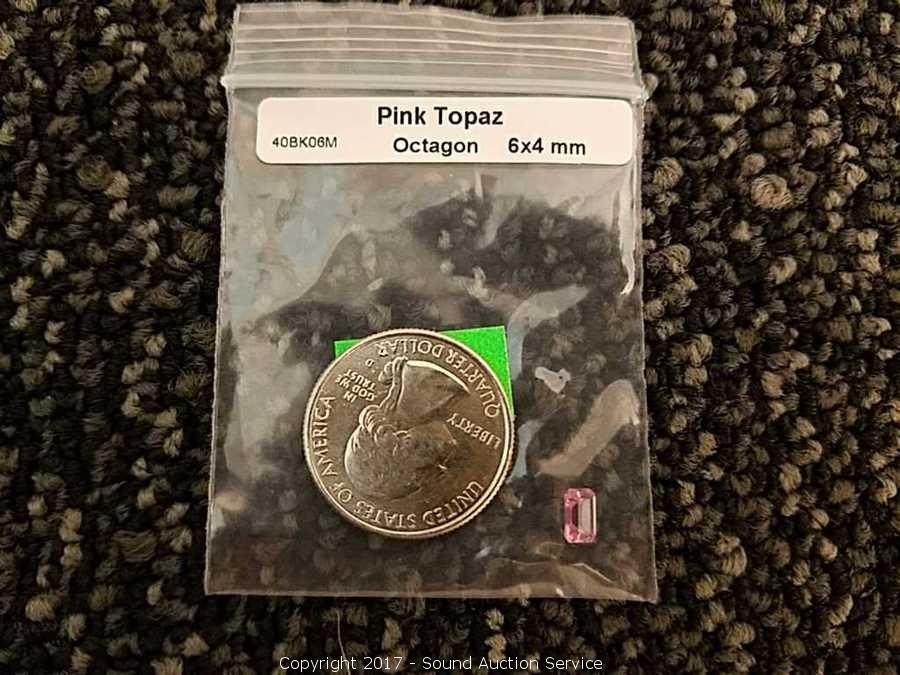 Pink Topaz
40BK06M Octagon 6x4 mm
UNITED STATES OF AMERICA
LIBERTY
IN
GOD WE
TRUST
D
QUARTER DOLLAR
Copyright 2017 - Sound Auction Service